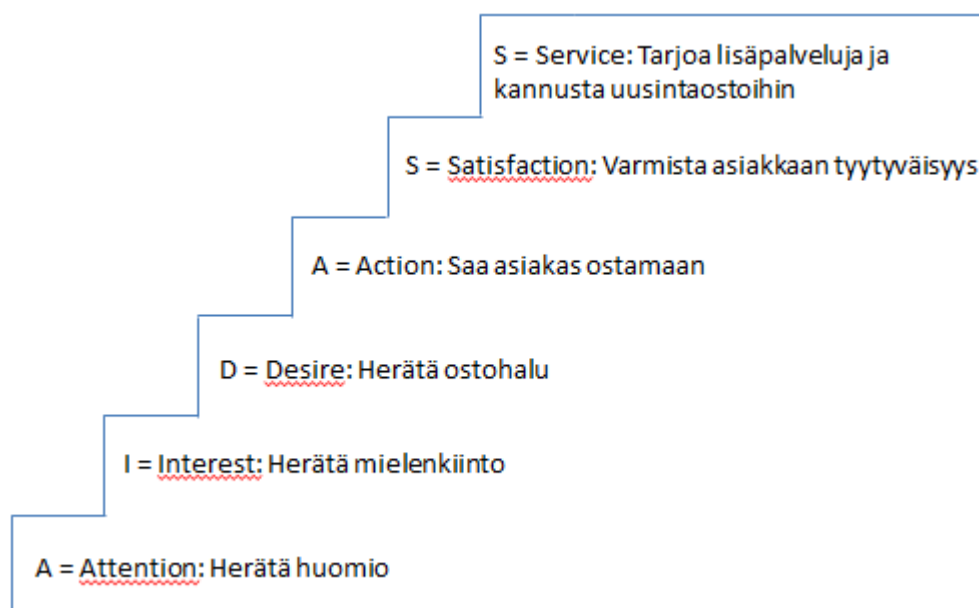 S = Service: Tarjoa lisäpalveluja ja
kannusta uusintaostoihin
S = Satisfaction: Varmista asiakkaan tyytyväisyys
A = Action: Saa asiakas ostamaan
D = Desire: Herätä ostohalu
I = Interest: Herätä mielenkiinto
A = Attention: Herätä huomio